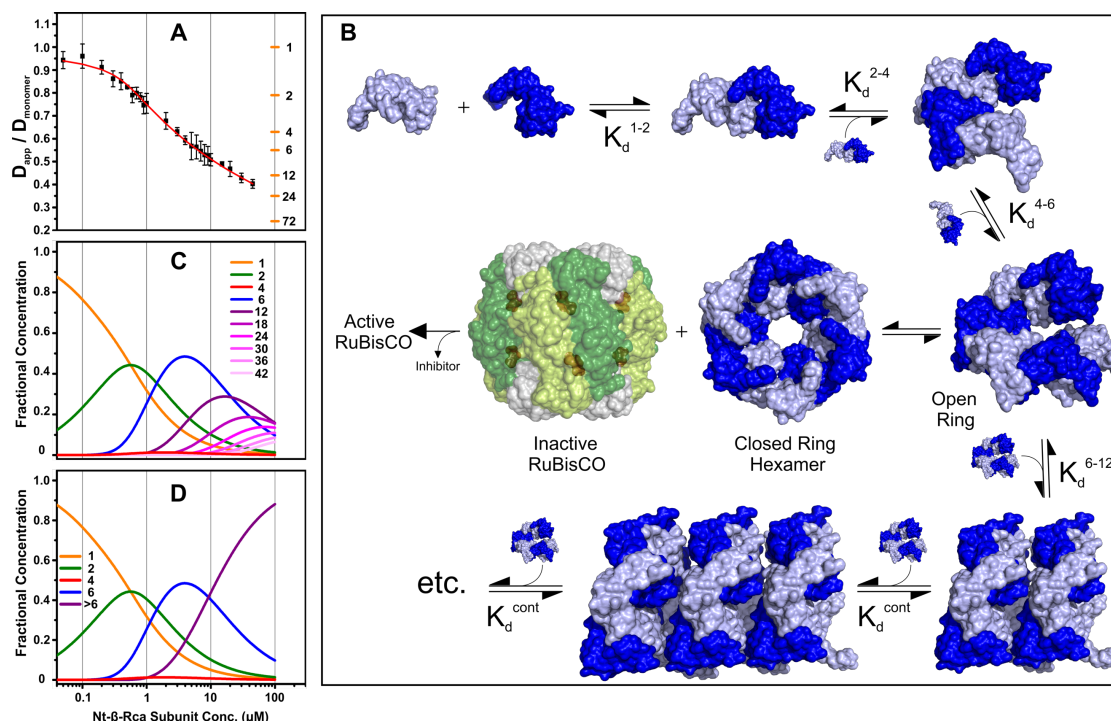 A
D_app / D_monomer
1.1
1.0
0.9
0.8
0.7
0.6
0.5
0.4
0.3
0.2
1
2
4
6
12
24
72
C
Fractional Concentration
1.0
0.8
0.6
0.4
0.2
0
1
2
4
6
12
18
24
30
36
42
D
Fractional Concentration
1.0
0.8
0.6
0.4
0.2
0
1
2
4
6
>6
0.1
1
10
100
Nt-β-Rca Subunit Conc. (µM)
B
+
K_d^1-2
K_d^2-4
K_d^4-6
Active
RuBisCO
Inhibitor
+
Inactive
RuBisCO
Closed Ring
Hexamer
Open
Ring
K_d^6-12
etc.
K_d^cont
K_d^cont